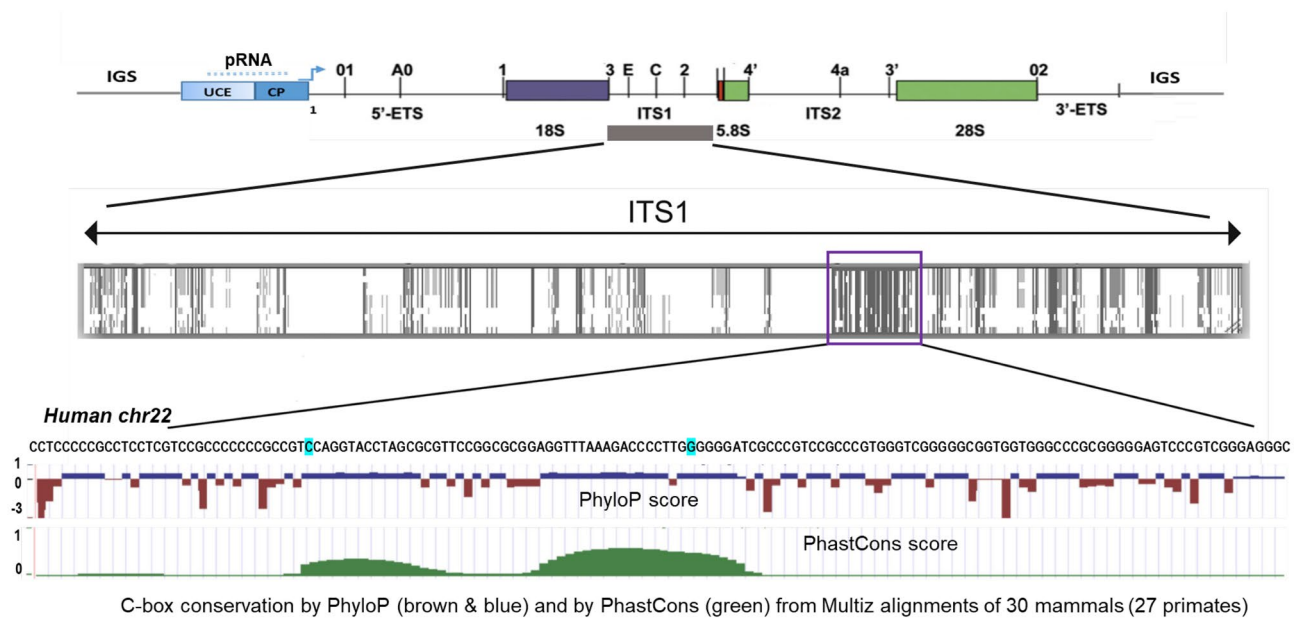 pRNA
01 A0 1 3 E C 2 4' 4a 3' 02
IGS UCE CP IGS
1 5'-ETS ITS1 ITS2 3'-ETS
18S 5.8S 28S
ITS1
Human chr22
CCTCCCCCGCCTCCTCGTCCGCCCCCCCCGCCGTCCAGGTACCTAGCGCGTTCCGGCGCGGAGGTTTAAAGACCCCTTGGGGGGATCGCCCGTCCGCCCGTGGGTCGGGGGCGGTGGTGGGCCCGCGGGGGAGTCCCGTCGGGAGGGC
1
0
-3
PhyloP score
1
0
PhastCons score
C-box conservation by PhyloP (brown & blue) and by PhastCons (green) from Multiz alignments of 30 mammals (27 primates)